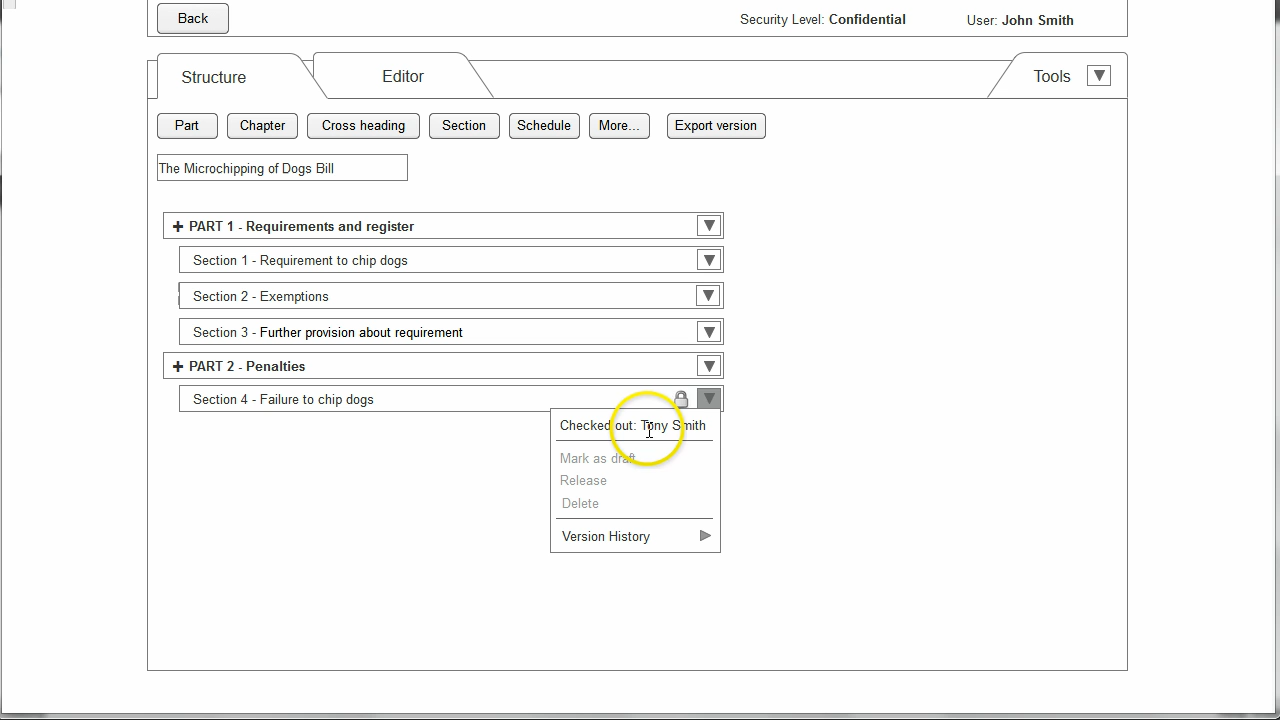 Back
Security Level: Confidential
User: John Smith
Structure
Editor
Tools
Part
Chapter
Cross heading
Section
Schedule
More...
Export version
The Microchipping of Dogs Bill
+ PART 1 - Requirements and register
Section 1 - Requirement to chip dogs
Section 2 - Exemptions
Section 3 - Further provision about requirement
+ PART 2 - Penalties
Section 4 - Failure to chip dogs
Checked out: Tony Smith
Mark as draft
Release
Delete
Version History